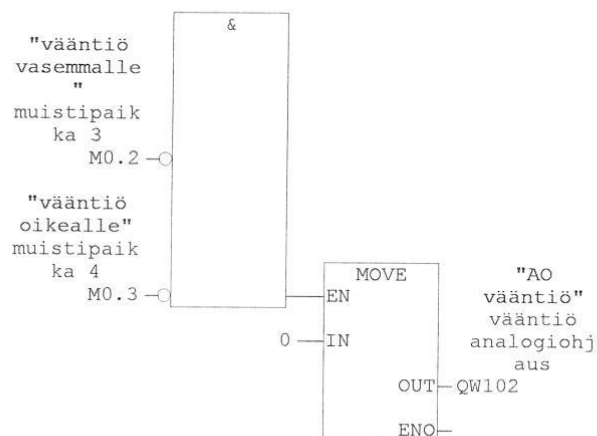 &
"vääntiö
vasemmalle
"
muistipaik
ka 3
M0.2
"vääntiö
oikealle"
muistipaik
ka 4
M0.3
MOVE
EN
0
IN
OUT
QW102
ENO
"AO
vääntiö"
vääntiö
analogiohj
aus